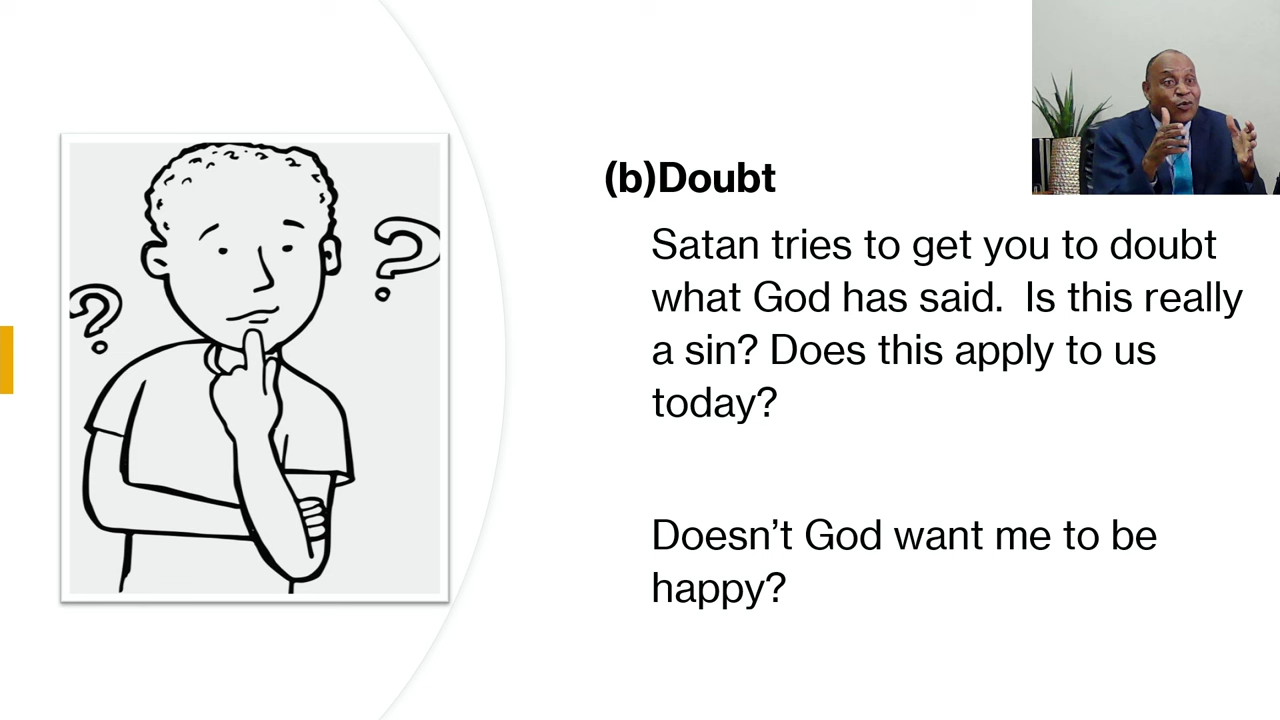 (b)Doubt
Satan tries to get you to doubt
what God has said.  Is this really
a sin? Does this apply to us
today?
Doesn’t God want me to be
happy?